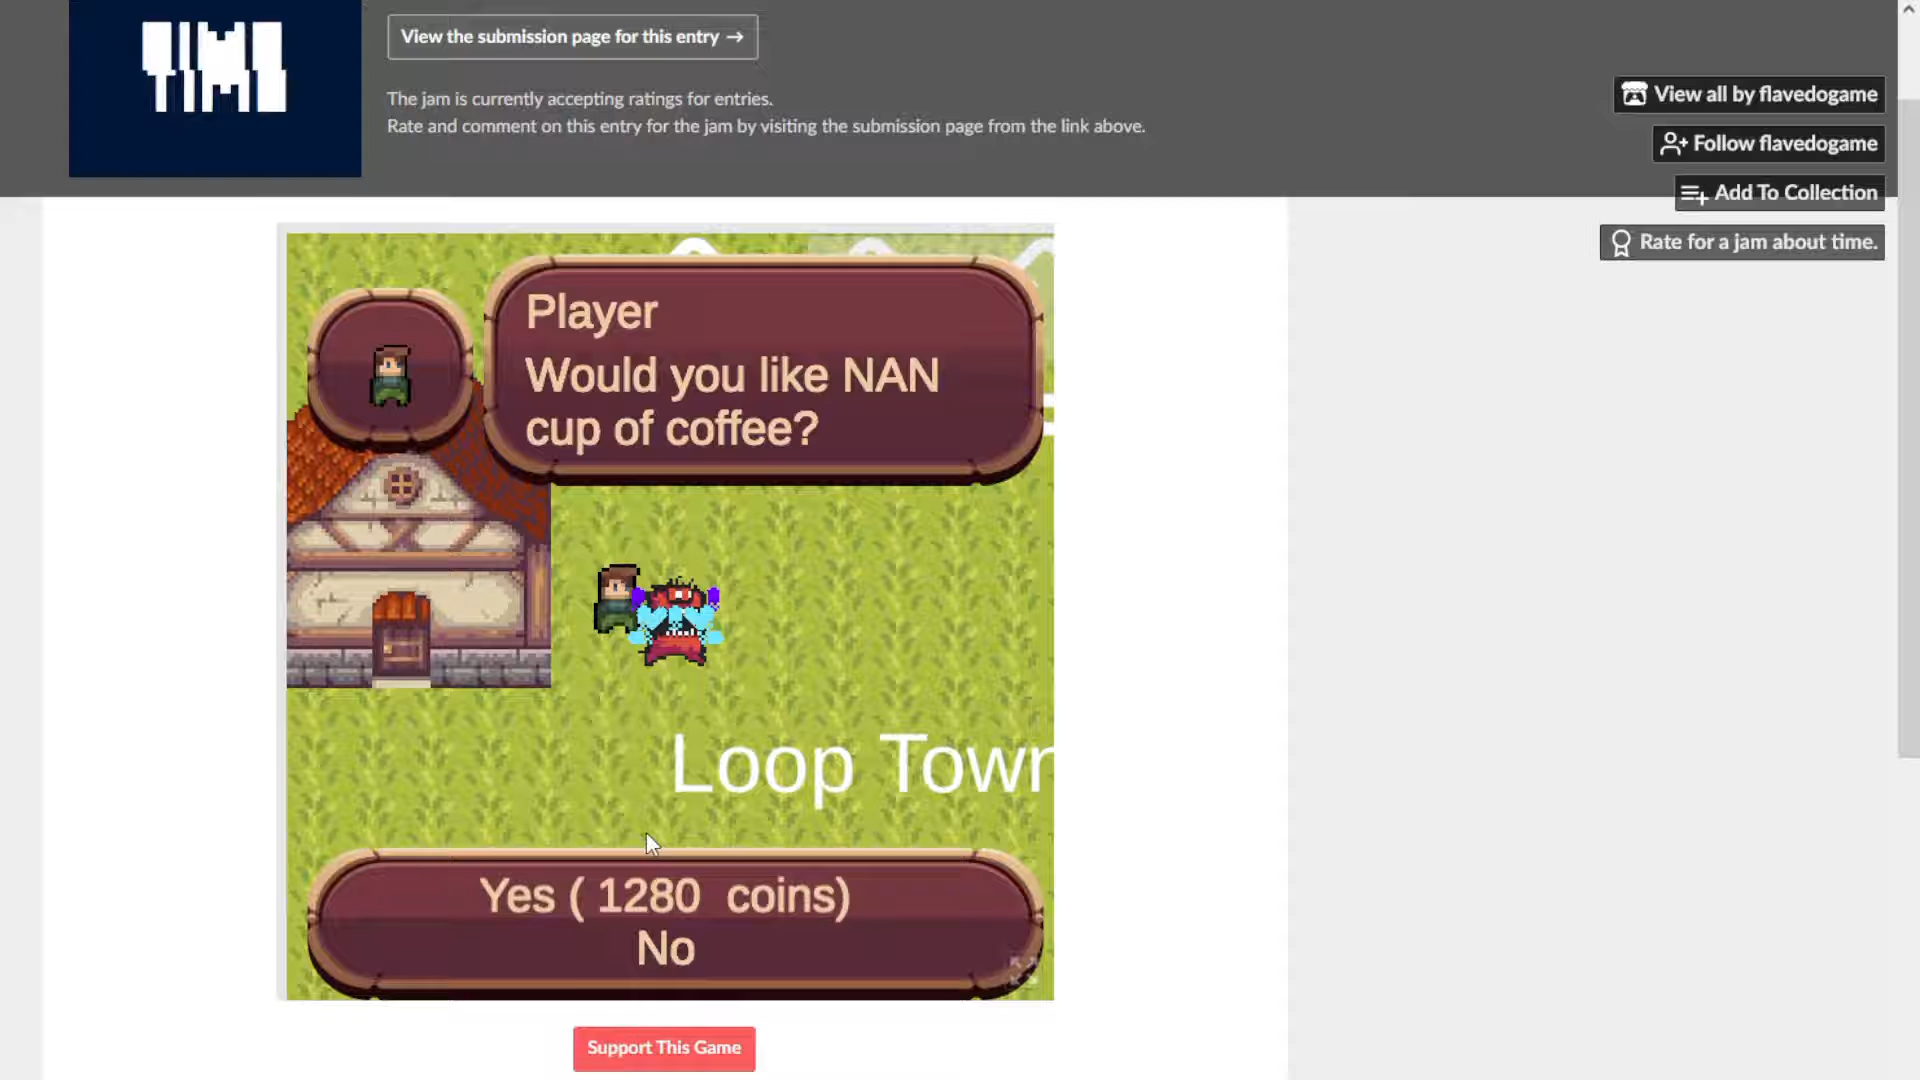 TIME
View the submission page for this entry →
The jam is currently accepting ratings for entries.
Rate and comment on this entry for the jam by visiting the submission page from the link above.
View all by flavedogame
Follow flavedogame
Add To Collection
Rate for a jam about time.
Player
Would you like NAN
cup of coffee?
Loop Town
Yes ( 1280 coins)
No
Support This Game